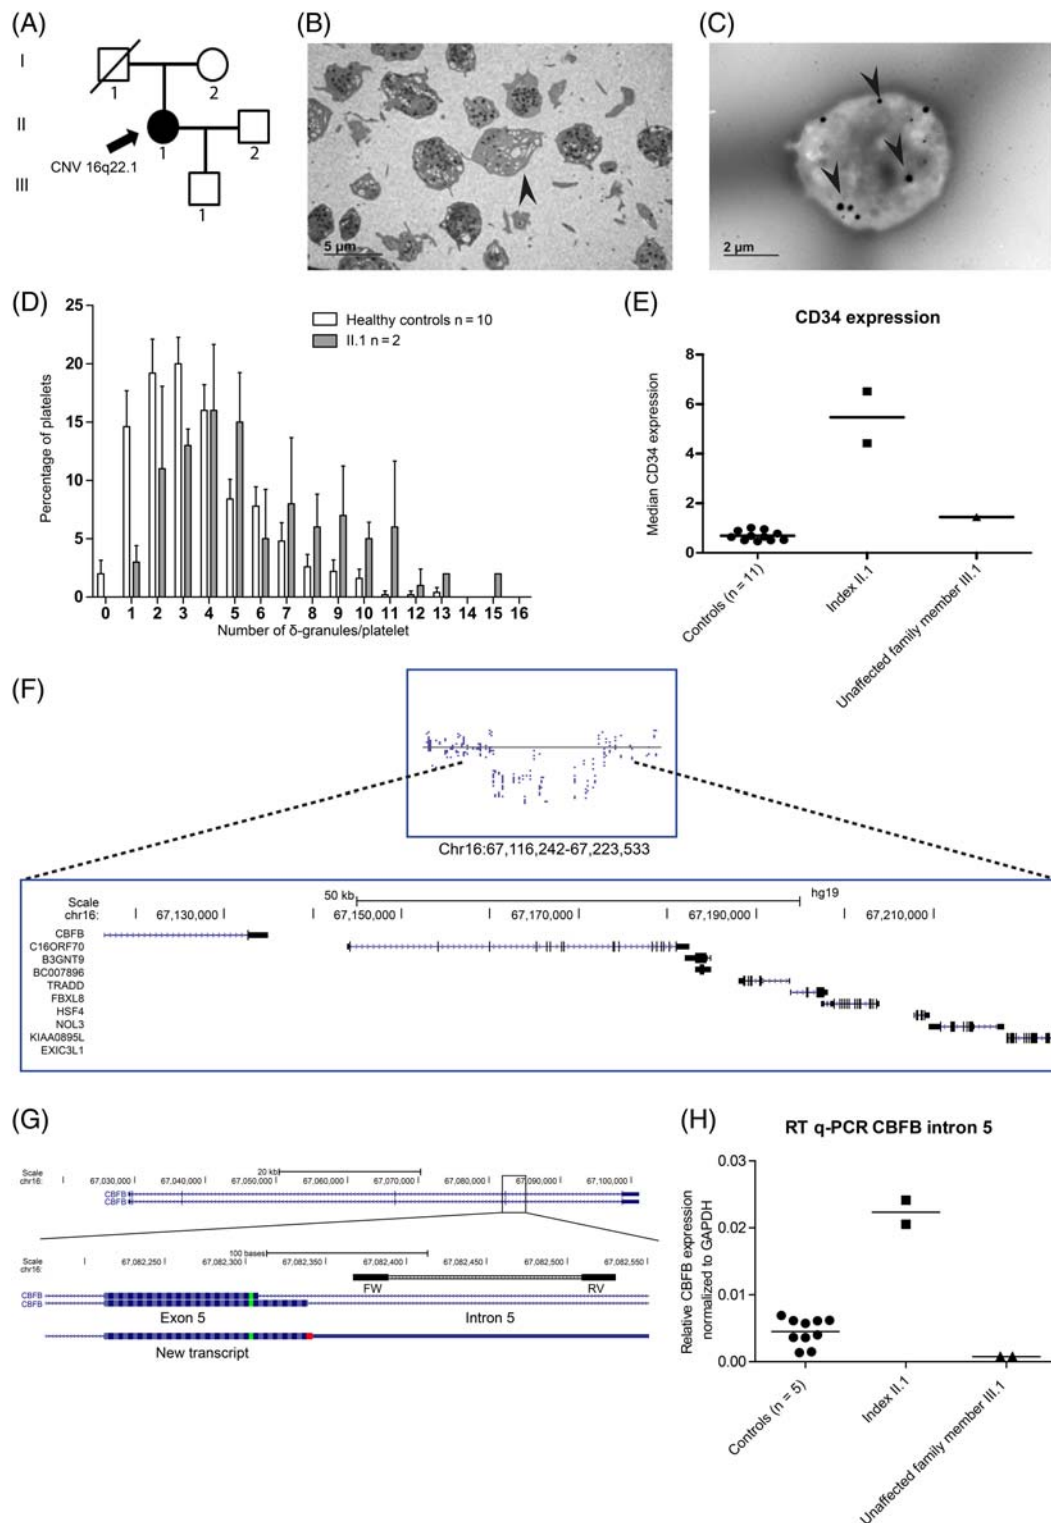 (A)
I
1
2
II
1
2
CNV 16q22.1
III
1
(B)
5 µm
(C)
2 µm
(D)
25
20
15
10
5
0
Percentage of platelets
Healthy controls n = 10
II.1 n = 2
0 1 2 3 4 5 6 7 8 9 10 11 12 13 14 15 16
Number of δ-granules/platelet
(E)
CD34 expression
8
6
4
2
0
Median CD34 expression
Controls (n = 11)
Index II.1
Unaffected family member III.1
(F)
Chr16:67,116,242-67,223,533
Scale 50 kb hg19
chr16: 67,130,000 67,150,000 67,170,000 67,190,000 67,210,000
CBFB
C16ORF70
B3GNT9
BC007896
TRADD
FBXL8
HSF4
NOL3
KIAA0895L
EXIC3L1
(G)
Scale 20 kb
chr16: 67,030,000 67,040,000 67,050,000 67,060,000 67,070,000 67,080,000 67,090,000 67,100,000
CBFB
CBFB
Scale 100 bases
chr16: 67,082,250 67,082,300 67,082,350 67,082,400 67,082,450 67,082,500 67,082,550
FW RV
CBFB
CBFB
Exon 5 Intron 5
New transcript
(H)
RT q-PCR CBFB intron 5
0.03
0.02
0.01
0.00
Relative CBFB expression
normalized to GAPDH
Controls (n = 5)
Index II.1
Unaffected family member III.1